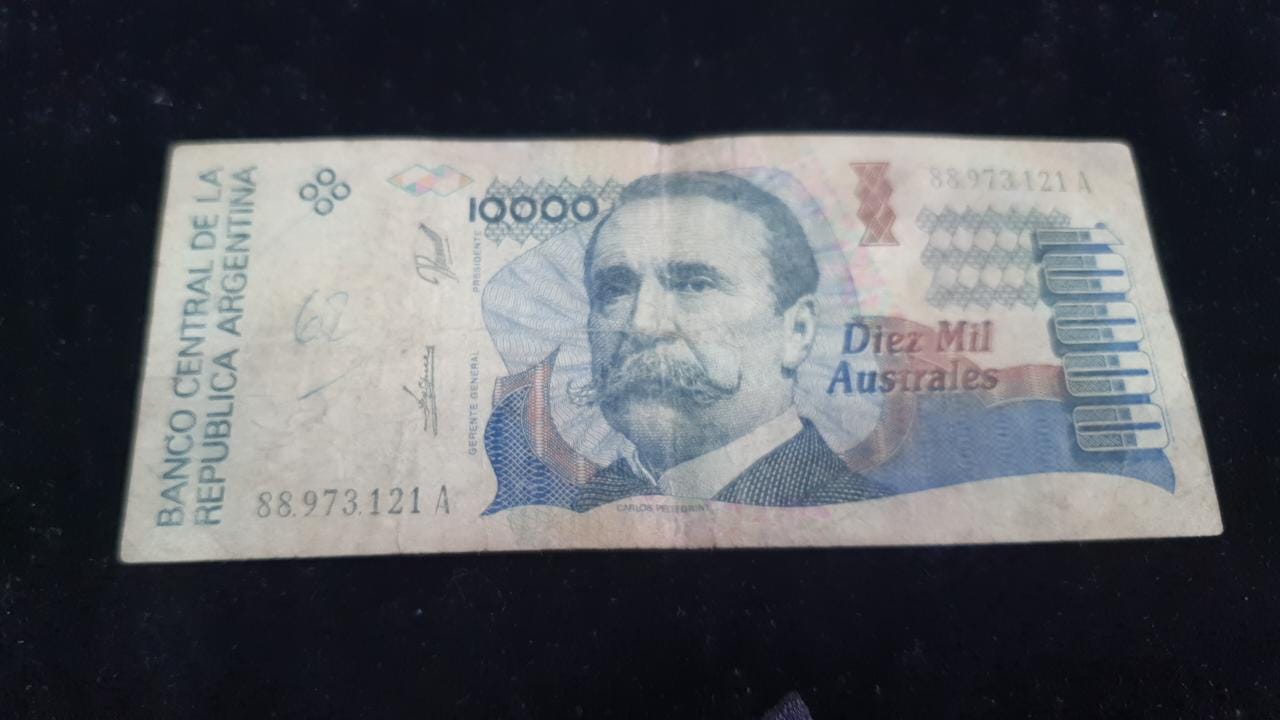 BANCO CENTRAL DE LA
REPUBLICA ARGENTINA
10000
PRESIDENTE
GERENTE GENERAL
88.973.121 A
88.973.121 A
Diez Mil
Australes
10000
CARLOS PELLEGRINI